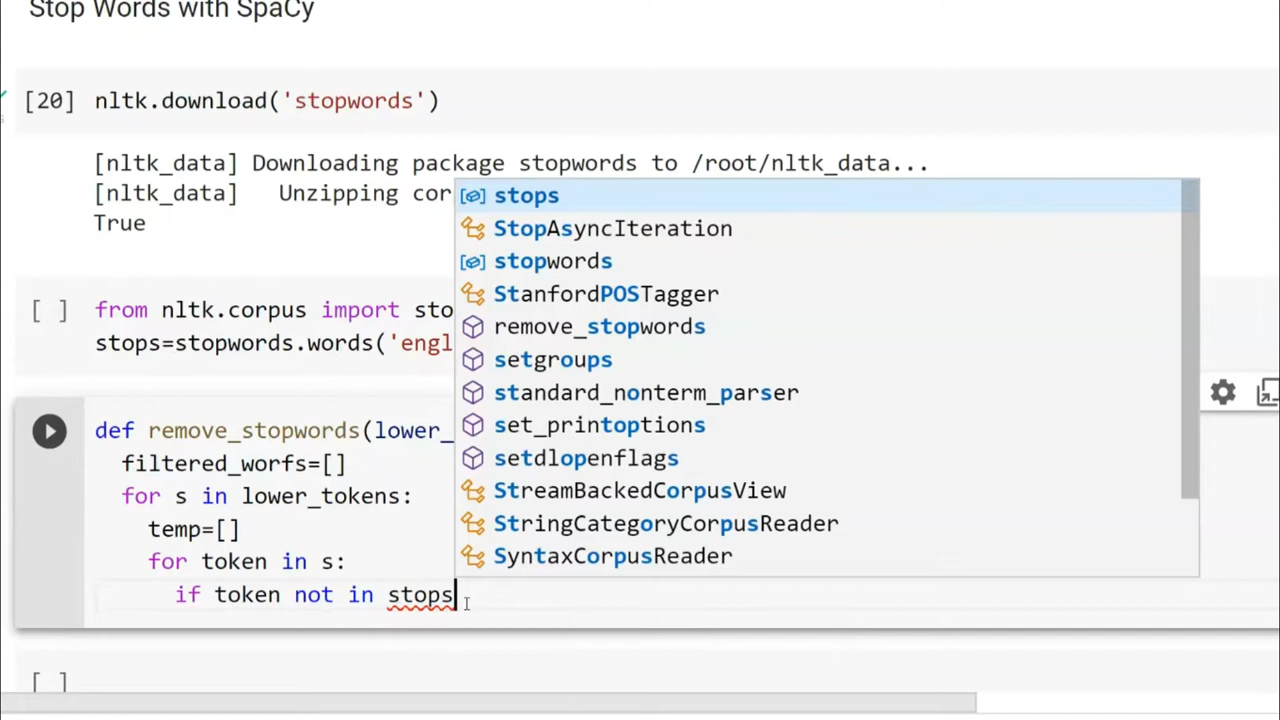 Stop Words with SpaCy
[20] nltk.download('stopwords')
[nltk_data] Downloading package stopwords to /root/nltk_data...
[nltk_data]   Unzipping cor
True
[ ] from nltk.corpus import sto
stops=stopwords.words('engl
def remove_stopwords(lower_
  filtered_worfs=[]
  for s in lower_tokens:
    temp=[]
    for token in s:
      if token not in stops
stops
StopAsyncIteration
stopwords
StanfordPOSTagger
remove_stopwords
setgroups
standard_nonterm_parser
set_printoptions
setdlopenflags
StreamBackedCorpusView
StringCategoryCorpusReader
SyntaxCorpusReader
[ ]